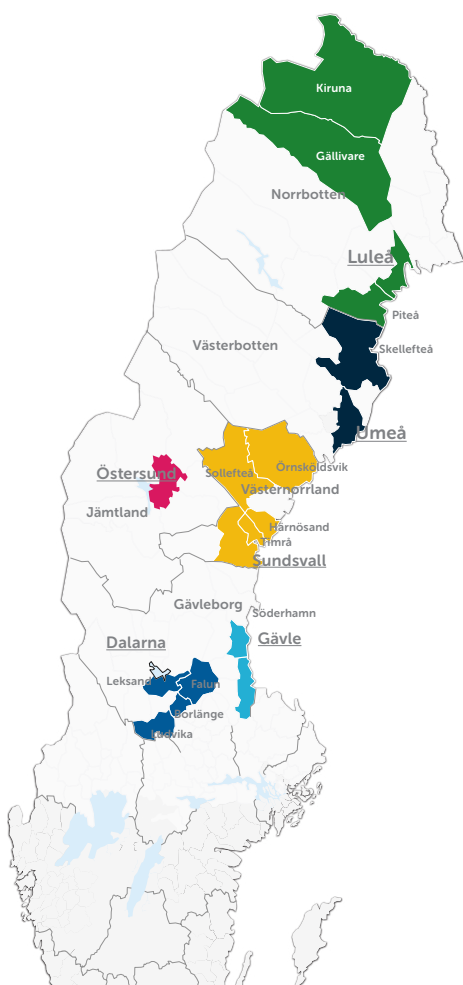 Kiruna
Gällivare
Norrbotten
Luleå
Piteå
Västerbotten
Skellefteå
Umeå
Östersund
Sollefteå
Örnsköldsvik
Västernorrland
Jämtland
Härnösand
Timrå
Sundsvall
Gävleborg
Söderhamn
Dalarna
Gävle
Leksand
Falun
Borlänge
Ludvika